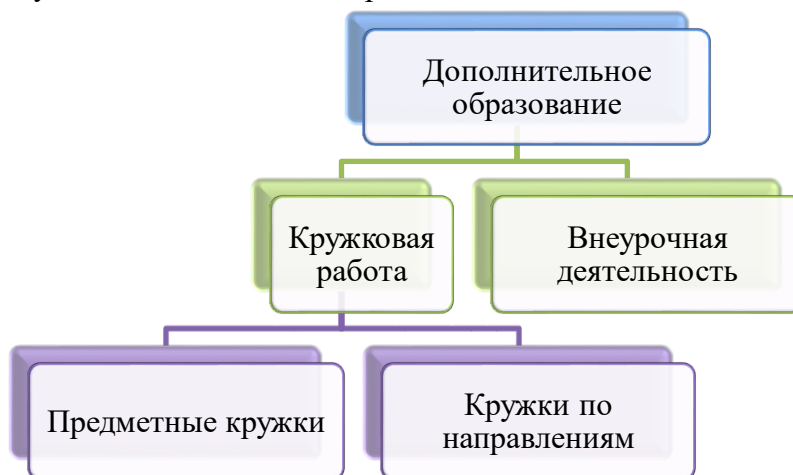 Дополнительное
образование
Кружковая
работа
Внеурочная
деятельность
Предметные кружки
Кружки по
направлениям